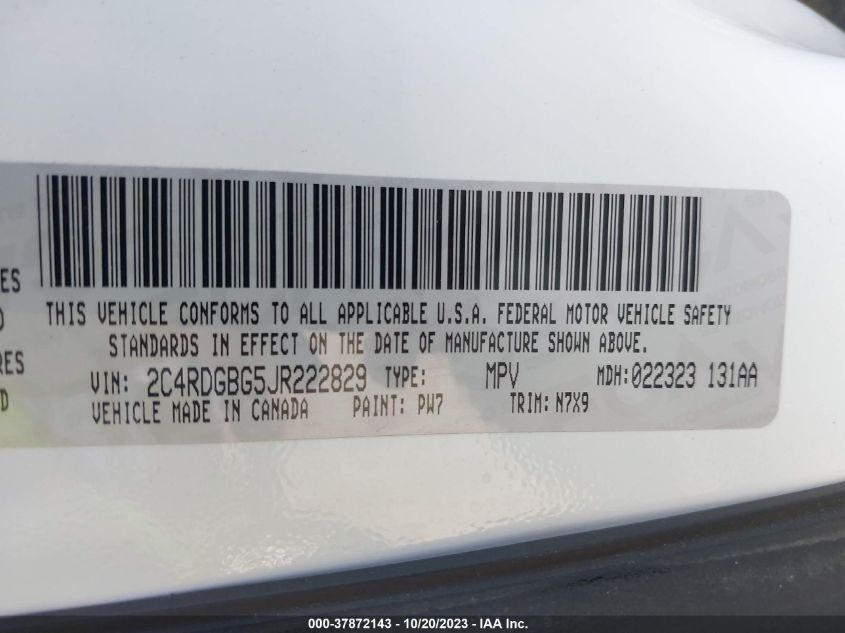 ES
THIS VEHICLE CONFORMS TO ALL APPLICABLE U.S.A. FEDERAL MOTOR VEHICLE SAFETY
RES
STANDARDS IN EFFECT ON THE DATE OF MANUFACTURE SHOWN ABOVE.
D
VIN: 2C4RDGBG5JR222829 TYPE: MPV MDH: 022323 131AA
VEHICLE MADE IN CANADA PAINT: PW7 TRIM: N7X9
000-37872143 - 10/20/2023 - IAA Inc.